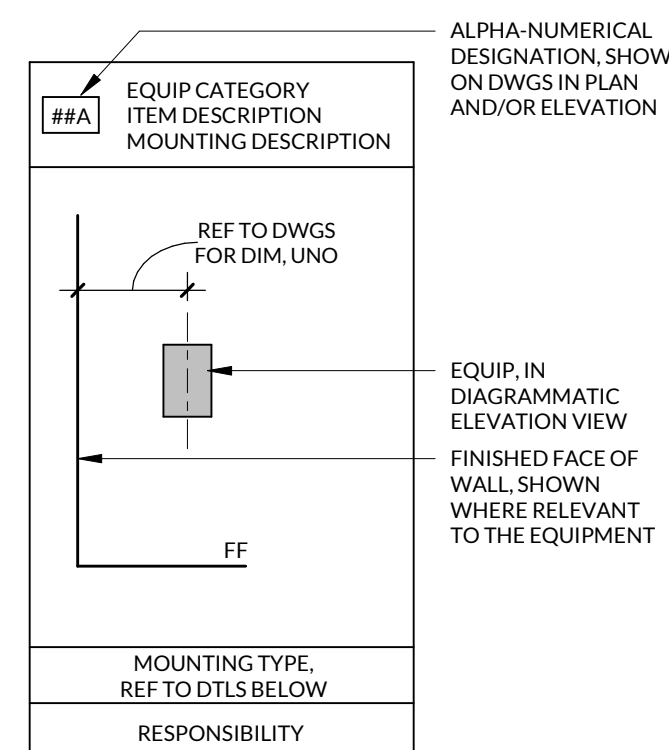 ALPHA-NUMERICAL
DESIGNATION, SHOW
ON DWGS IN PLAN
AND/OR ELEVATION
##A
EQUIP CATEGORY
ITEM DESCRIPTION
MOUNTING DESCRIPTION
REF TO DWGS
FOR DIM, UNO
EQUIP, IN
DIAGRAMMATIC
ELEVATION VIEW
FINISHED FACE OF
WALL, SHOWN
WHERE RELEVANT
TO THE EQUIPMENT
FF
MOUNTING TYPE,
REF TO DTLS BELOW
RESPONSIBILITY